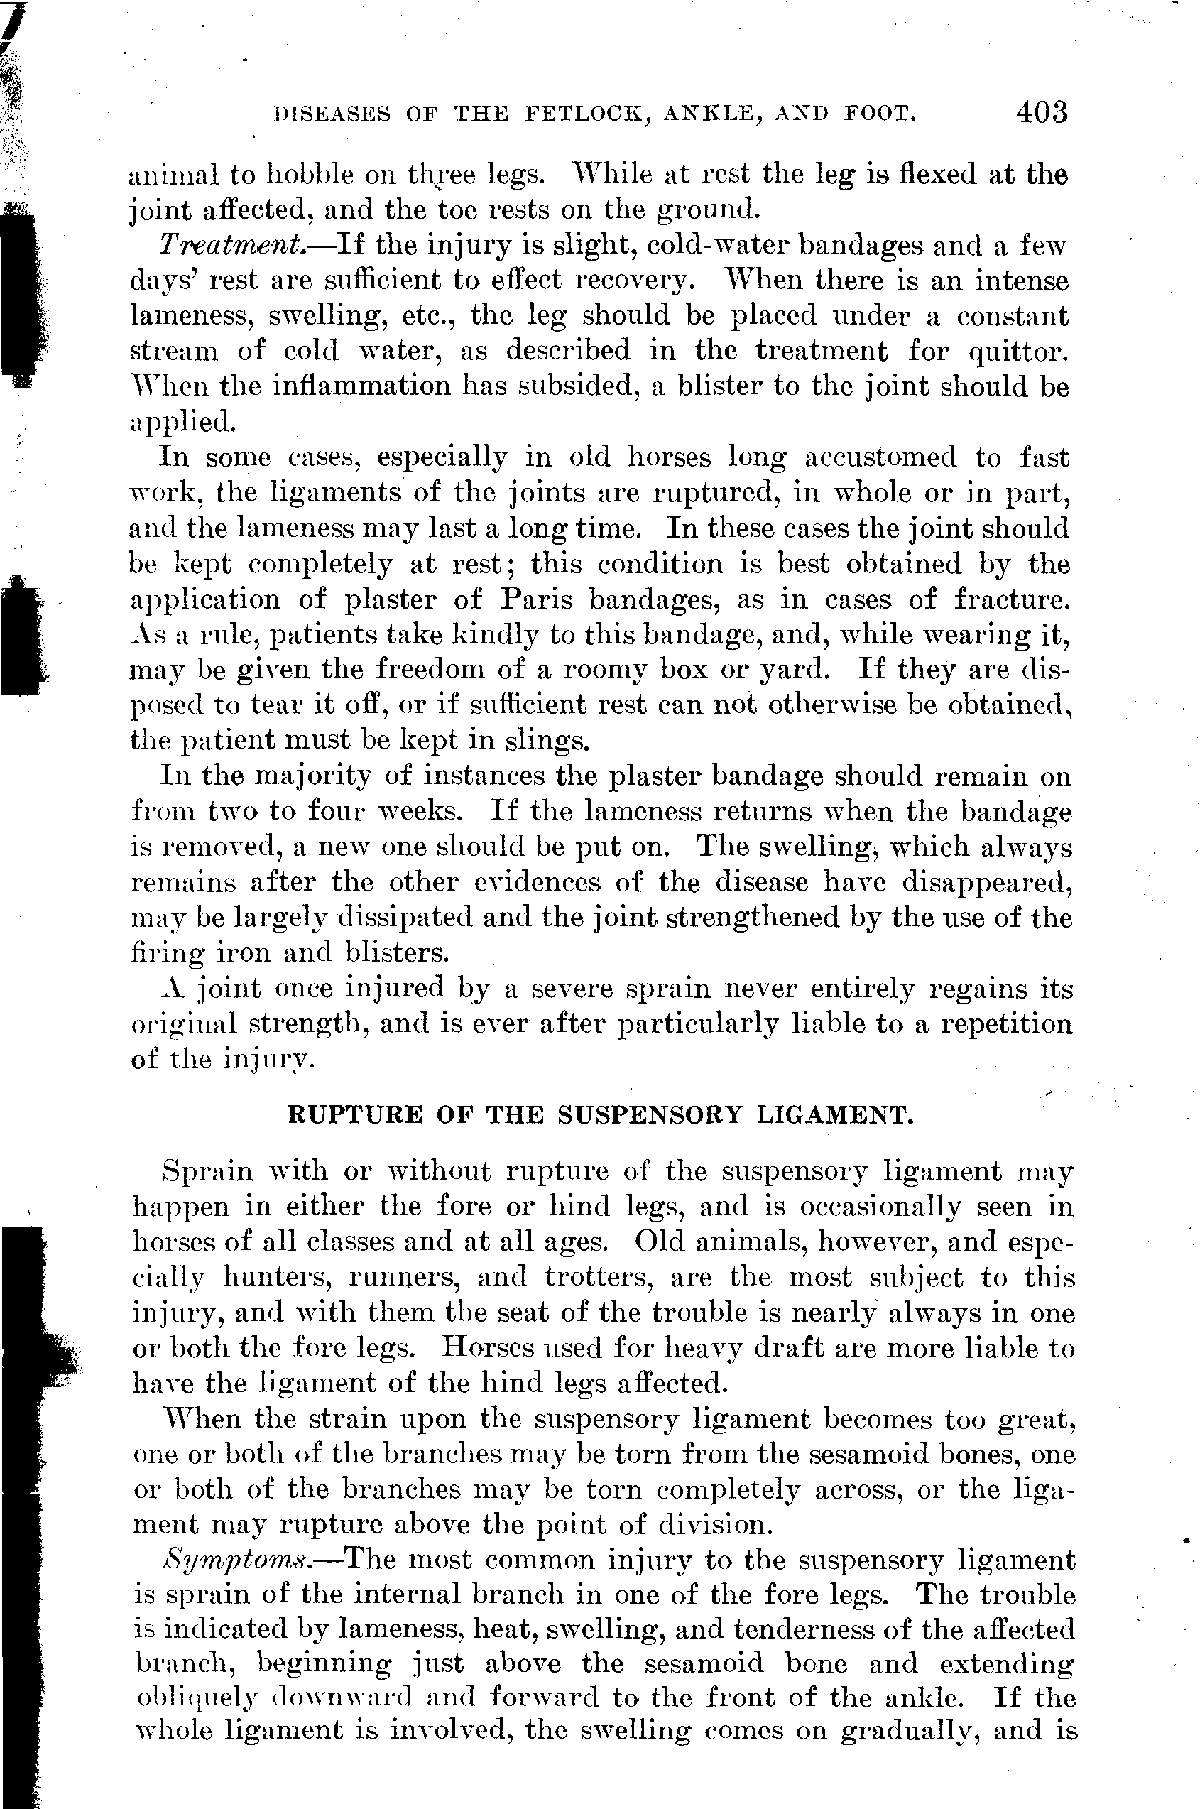 DISEASES OF THE FETLOCK, ANKLE, AND FOOT. 403
animal to hobble on three legs. While at rest the leg is flexed at the
joint affected, and the toe rests on the ground.
Treatment.—If the injury is slight, cold-water bandages and a few
days' rest are sufficient to effect recovery. When there is an intense
lameness, swelling, etc., the leg should be placed under a constant
stream of cold water, as described in the treatment for quittor.
When the inflammation has subsided, a blister to the joint should be
applied.
In some cases, especially in old horses long accustomed to fast
work, the ligaments of the joints are ruptured, in whole or in part,
and the lameness may last a long time. In these cases the joint should
be kept completely at rest; this condition is best obtained by the
application of plaster of Paris bandages, as in cases of fracture.
As a rule, patients take kindly to this bandage, and, while wearing it,
may be given the freedom of a roomy box or yard. If they are dis-
posed to tear it off, or if sufficient rest can not otherwise be obtained,
the patient must be kept in slings.
In the majority of instances the plaster bandage should remain on
from two to four weeks. If the lameness returns when the bandage
is removed, a new one should be put on. The swelling, which always
remains after the other evidences of the disease have disappeared,
may be largely dissipated and the joint strengthened by the use of the
firing iron and blisters.
A joint once injured by a severe sprain never entirely regains its
original strength, and is ever after particularly liable to a repetition
of the injury.
RUPTURE OF THE SUSPENSORY LIGAMENT.
Sprain with or without rupture of the suspensory ligament may
happen in either the fore or hind legs, and is occasionally seen in
horses of all classes and at all ages. Old animals, however, and espe-
cially hunters, runners, and trotters, are the most subject to this
injury, and with them the seat of the trouble is nearly always in one
or both the fore legs. Horses used for heavy draft are more liable to
have the ligament of the hind legs affected.
When the strain upon the suspensory ligament becomes too great,
one or both of the branches may be torn from the sesamoid bones, one
or both of the branches may be torn completely across, or the liga-
ment may rupture above the point of division.
Symptoms.—The most common injury to the suspensory ligament
is sprain of the internal branch in one of the fore legs. The trouble
is indicated by lameness, heat, swelling, and tenderness of the affected
branch, beginning just above the sesamoid bone and extending
obliquely downward and forward to the front of the ankle. If the
whole ligament is involved, the swelling comes on gradually, and is